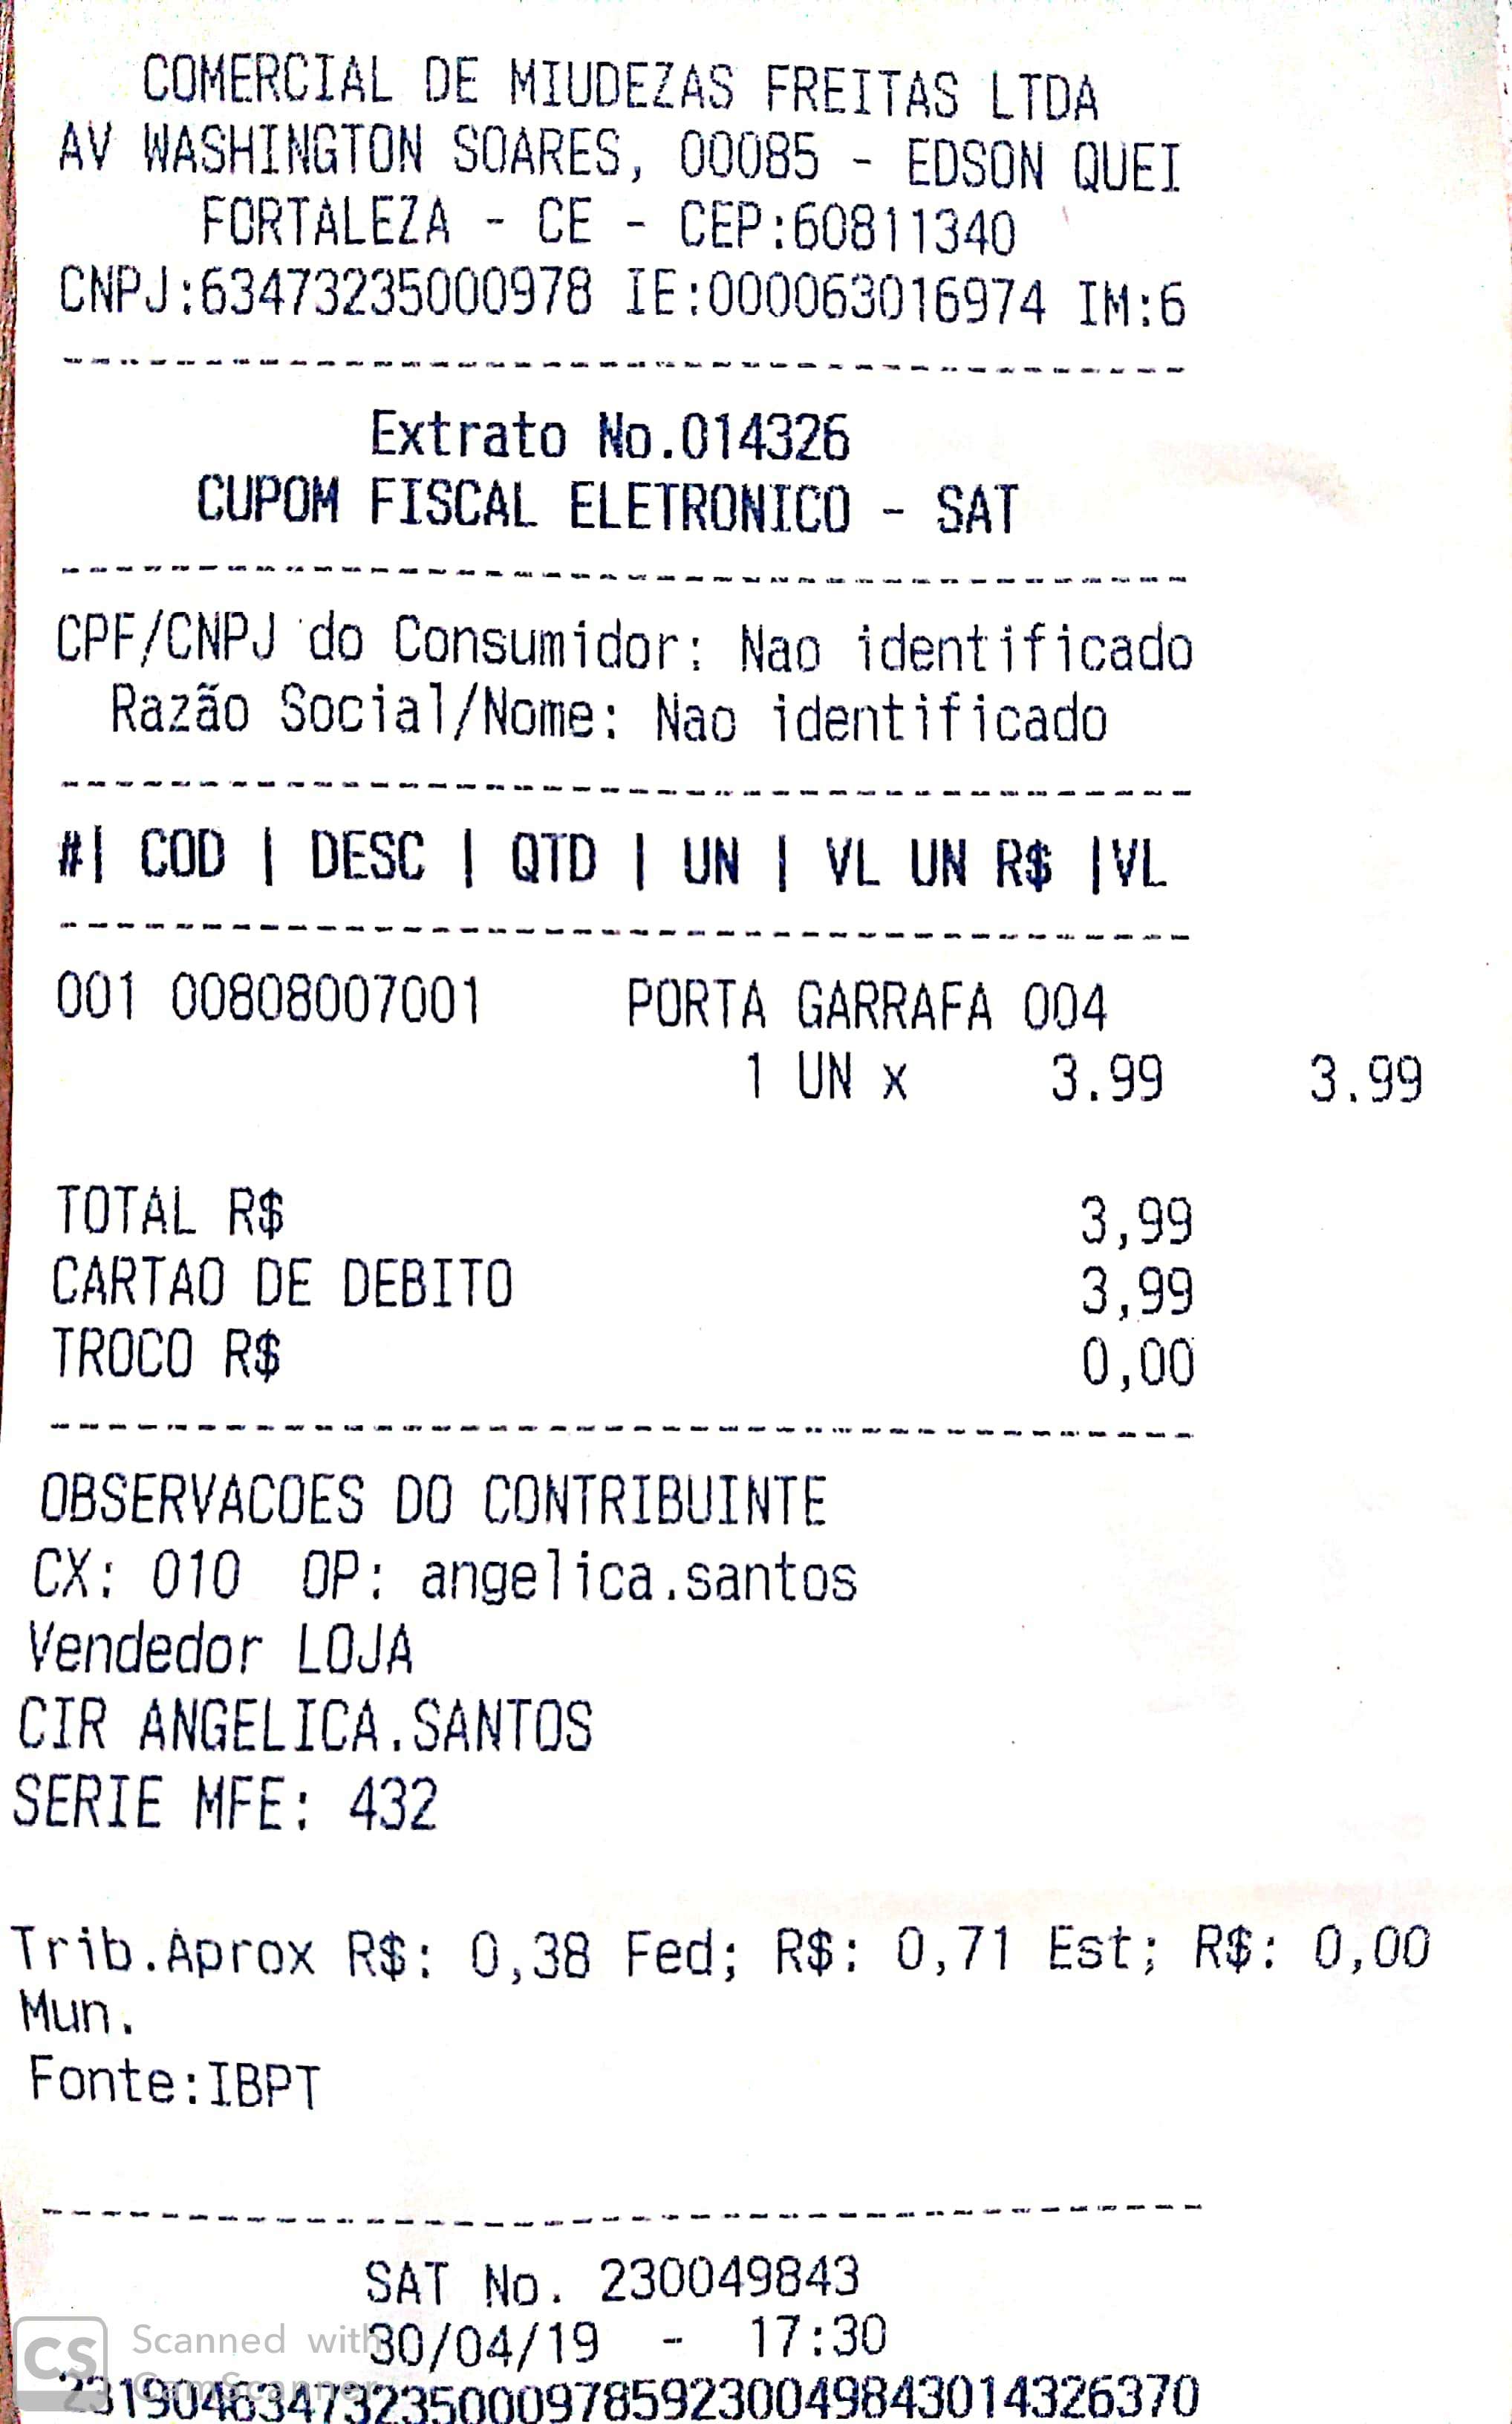 COMERCIAL DE MIUDEZAS FREITAS LTDA
AV WASHINGTON SOARES, 00085 - EDSON QUEI
FORTALEZA - CE - CEP:60811340
CNPJ:63473235000978 IE:000063016974 IM:6
----------------------------------------
Extrato No.014326
CUPOM FISCAL ELETRONICO - SAT
----------------------------------------
CPF/CNPJ do Consumidor: Nao identificado
Razão Social/Nome: Nao identificado
----------------------------------------
#| COD | DESC | QTD | UN | VL UN R$ |VL
----------------------------------------
001 00808007001 PORTA GARRAFA 004
1 UN x 3.99 3.99
TOTAL R$ 3,99
CARTAO DE DEBITO 3,99
TROCO R$ 0,00
----------------------------------------
OBSERVACOES DO CONTRIBUINTE
CX: 010 OP: angelica.santos
Vendedor LOJA
CIR ANGELICA.SANTOS
SERIE MFE: 432
Trib.Aprox R$: 0,38 Fed; R$: 0,71 Est; R$: 0,00
Mun.
Fonte:IBPT
----------------------------------------
SAT No. 230049843
30/04/19 - 17:30
2319046347323500097859230049843014326370
CS Scanned with
CamScanner